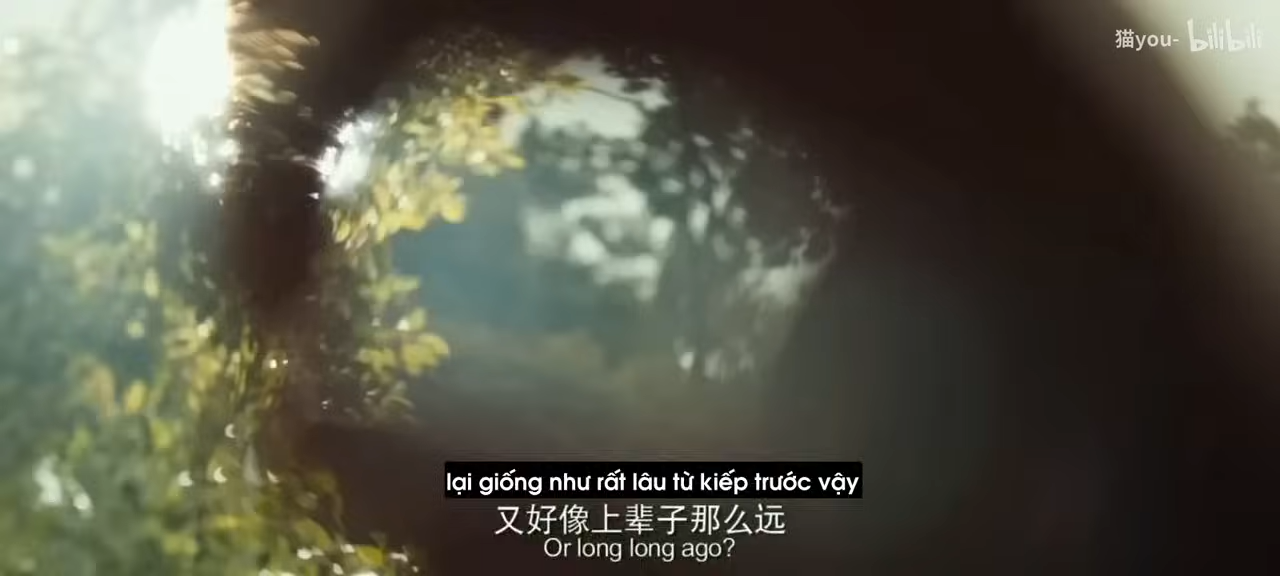 猫you- bilibili
lại giống như rất lâu từ kiếp trước vậy
又好像上辈子那么远
Or long long ago?